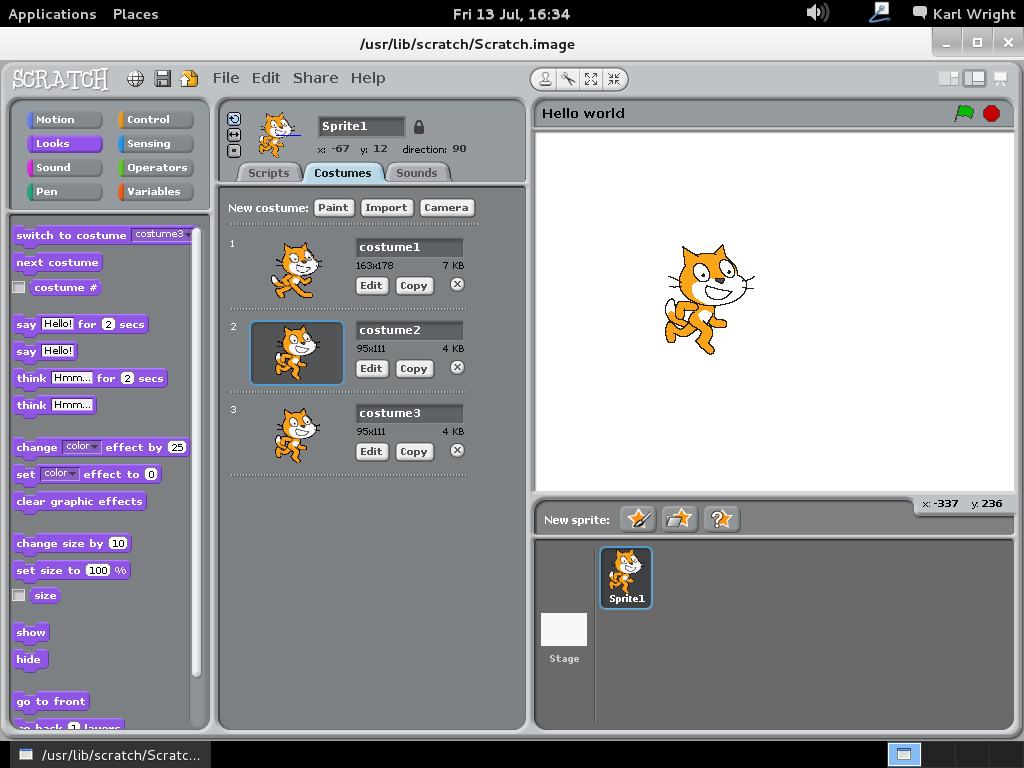 Applications Places Fri 13 Jul, 16:34 Karl Wright
/usr/lib/scratch/Scratch.image
SCRATCH File Edit Share Help
Motion Control
Looks Sensing
Sound Operators
Pen Variables
switch to costume costume3
next costume
costume #
say Hello! for 2 secs
say Hello!
think Hmm... for 2 secs
think Hmm...
change color effect by 25
set color effect to 0
clear graphic effects
change size by 10
set size to 100 %
size
show
hide
go to front
go back 1 layers
Sprite1
x: -67 y: 12 direction: 90
Scripts Costumes Sounds
New costume: Paint Import Camera
1 costume1
163x178 7 KB
Edit Copy
2 costume2
95x111 4 KB
Edit Copy
3 costume3
95x111 4 KB
Edit Copy
Hello world
x: -337 y: 236
New sprite:
Sprite1
Stage
/usr/lib/scratch/Scratc...